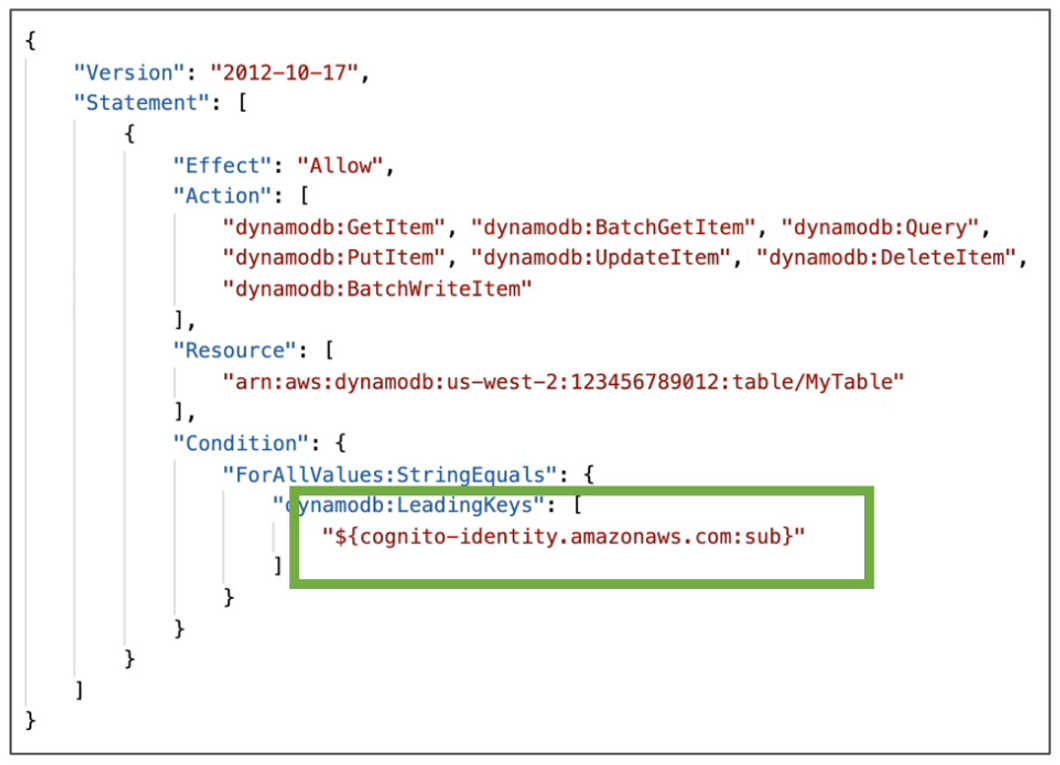 {
"Version": "2012-10-17",
"Statement": [
{
"Effect": "Allow",
"Action": [
"dynamodb:GetItem", "dynamodb:BatchGetItem", "dynamodb:Query",
"dynamodb:PutItem", "dynamodb:UpdateItem", "dynamodb:DeleteItem",
"dynamodb:BatchWriteItem"
],
"Resource": [
"arn:aws:dynamodb:us-west-2:123456789012:table/MyTable"
],
"Condition": {
"ForAllValues:StringEquals": {
"dynamodb:LeadingKeys": [
"${cognito-identity.amazonaws.com:sub}"
]
}
}
}
]
}